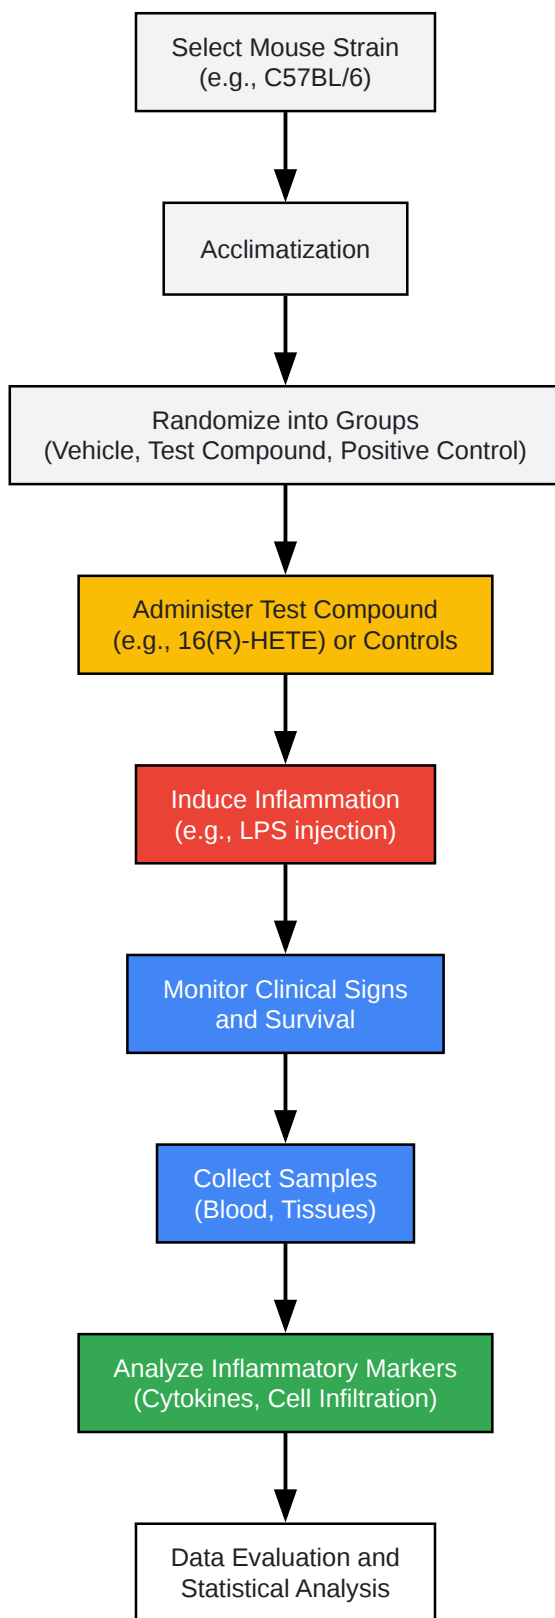 Select Mouse Strain
(e.g., C57BL/6)
Acclimatization
Randomize into Groups
(Vehicle, Test Compound, Positive Control)
Administer Test Compound
(e.g., 16(R)-HETE) or Controls
Induce Inflammation
(e.g., LPS injection)
Monitor Clinical Signs
and Survival
Collect Samples
(Blood, Tissues)
Analyze Inflammatory Markers
(Cytokines, Cell Infiltration)
Data Evaluation and
Statistical Analysis